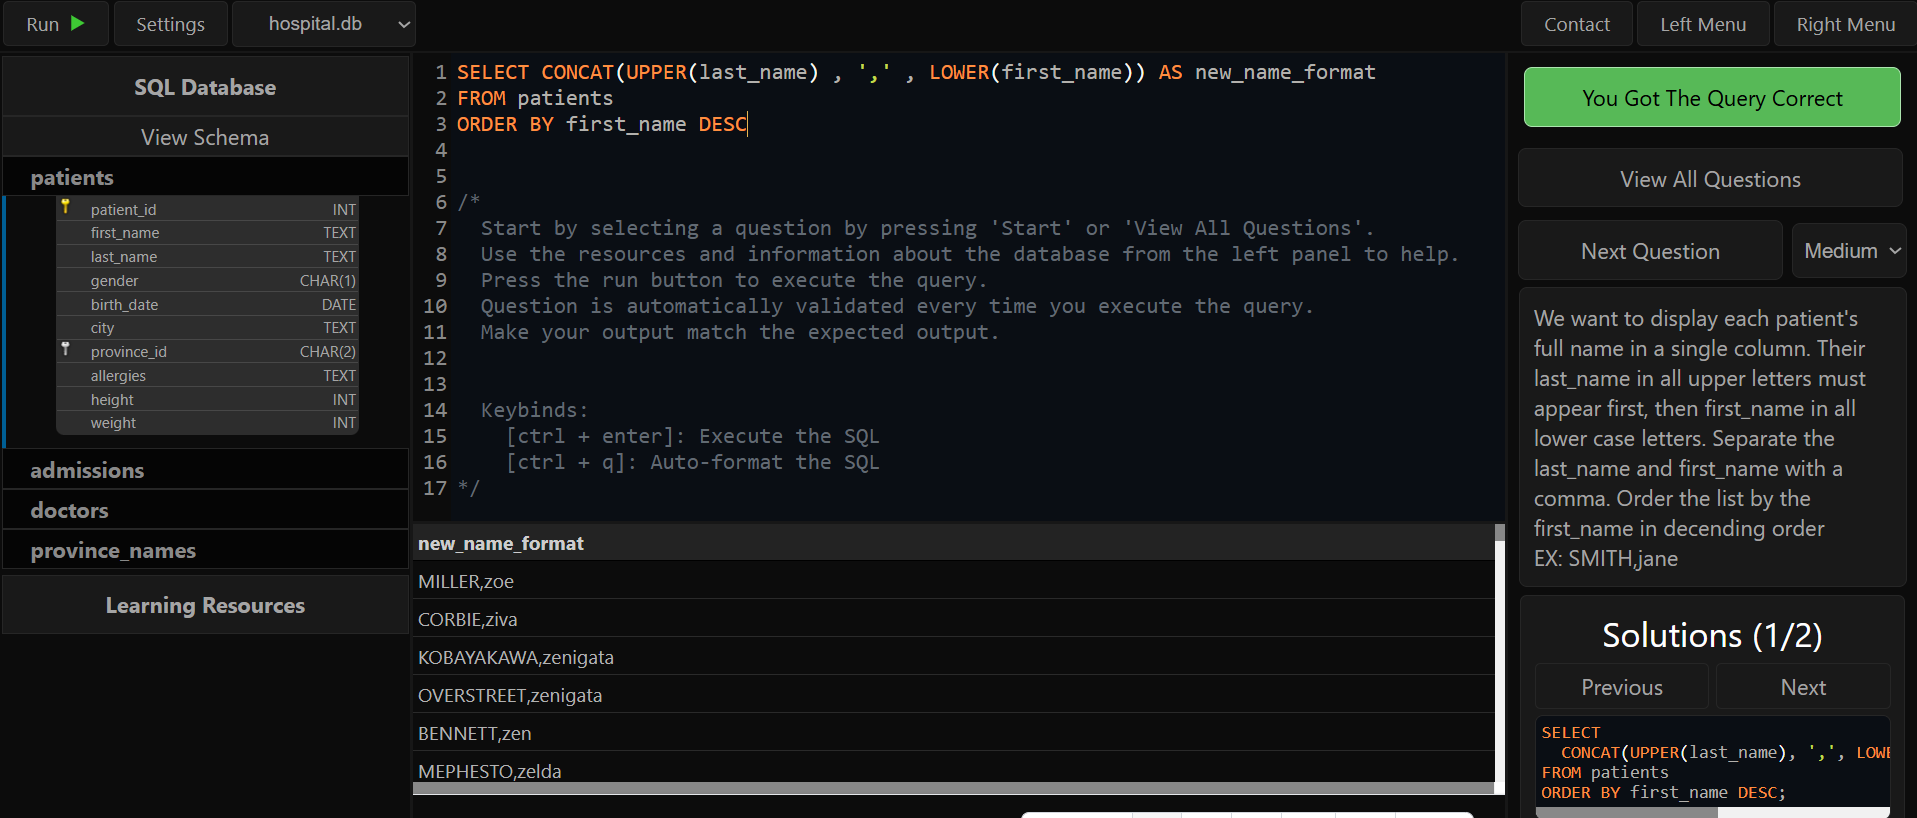 Run
Settings
hospital.db
Contact
Left Menu
Right Menu
SQL Database
View Schema
patients
patient_id INT
first_name TEXT
last_name TEXT
gender CHAR(1)
birth_date DATE
city TEXT
province_id CHAR(2)
allergies TEXT
height INT
weight INT
admissions
doctors
province_names
Learning Resources
1 SELECT CONCAT(UPPER(last_name) , ',' , LOWER(first_name)) AS new_name_format
2 FROM patients
3 ORDER BY first_name DESC
4
5
6 /*
7 Start by selecting a question by pressing 'Start' or 'View All Questions'.
8 Use the resources and information about the database from the left panel to help.
9 Press the run button to execute the query.
10 Question is automatically validated every time you execute the query.
11 Make your output match the expected output.
12
13
14 Keybinds:
15 [ctrl + enter]: Execute the SQL
16 [ctrl + q]: Auto-format the SQL
17 */
new_name_format
MILLER,zoe
CORBIE,ziva
KOBAYAKAWA,zenigata
OVERSTREET,zenigata
BENNETT,zen
MEPHESTO,zelda
You Got The Query Correct
View All Questions
Next Question
Medium
We want to display each patient's
full name in a single column. Their
last_name in all upper letters must
appear first, then first_name in all
lower case letters. Separate the
last_name and first_name with a
comma. Order the list by the
first_name in decending order
EX: SMITH,jane
Solutions (1/2)
Previous
Next
SELECT
CONCAT(UPPER(last_name), ',', LOWE
FROM patients
ORDER BY first_name DESC;